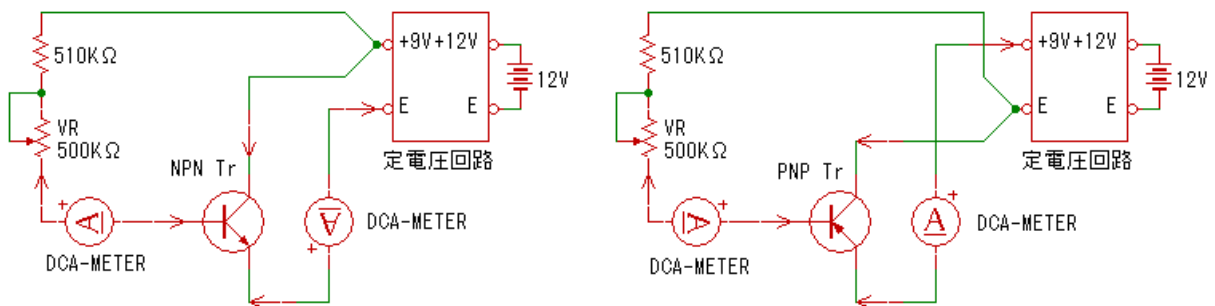 510KΩ
VR
500KΩ
+
DCA-METER
NPN Tr
A
A
+
DCA-METER
+9V +12V
E E
定電圧回路
12V
510KΩ
VR
500KΩ
+
DCA-METER
PNP Tr
A
A
+
DCA-METER
+9V +12V
E E
定電圧回路
12V